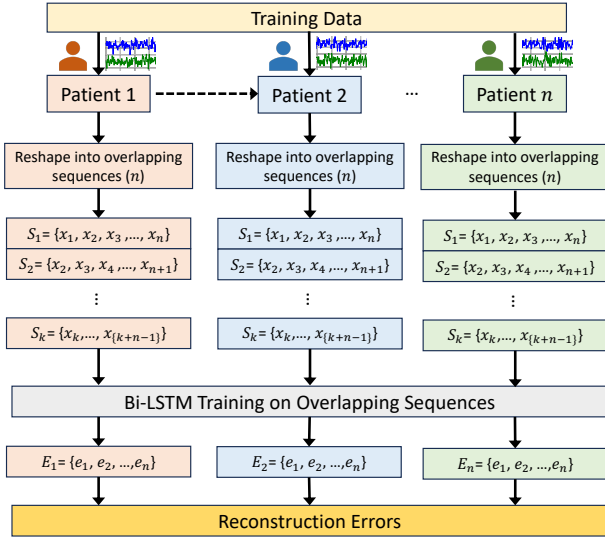 Training Data
Patient 1
Patient 2
...
Patient n
Reshape into overlapping
sequences (n)
Reshape into overlapping
sequences (n)
Reshape into overlapping
sequences (n)
S₁= {x₁, x₂, x₃,..., xₙ}
S₂= {x₂, x₃, x₄ ,..., xₙ₊₁}
⋮
Sₖ= {xₖ,..., x_{k+n−1}}
S₁= {x₁, x₂, x₃,..., xₙ}
S₂= {x₂, x₃, x₄ ,..., xₙ₊₁}
⋮
Sₖ= {xₖ,..., x_{k+n−1}}
S₁= {x₁, x₂, x₃,..., xₙ}
S₂= {x₂, x₃, x₄ ,..., xₙ₊₁}
⋮
Sₖ= {xₖ,..., x_{k+n−1}}
Bi-LSTM Training on Overlapping Sequences
E₁= {e₁, e₂, ...,eₙ}
E₂= {e₁, e₂, ...,eₙ}
Eₙ= {e₁, e₂, ...,eₙ}
Reconstruction Errors